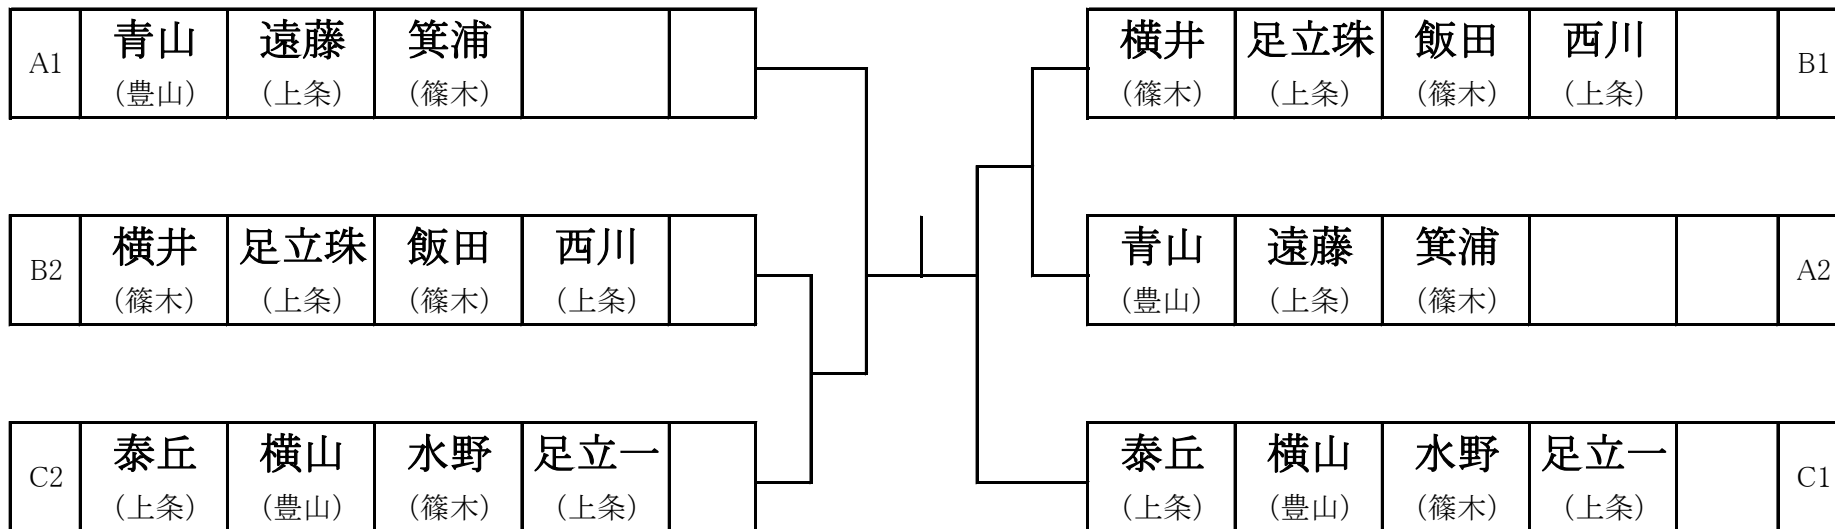 A1 青山 遠藤 箕浦
(豊山) (上条) (篠木)
横井 足立珠 飯田 西川 B1
(篠木) (上条) (篠木) (上条)
B2 横井 足立珠 飯田 西川
(篠木) (上条) (篠木) (上条)
青山 遠藤 箕浦 A2
(豊山) (上条) (篠木)
C2 泰丘 横山 水野 足立一
(上条) (豊山) (篠木) (上条)
泰丘 横山 水野 足立一 C1
(上条) (豊山) (篠木) (上条)